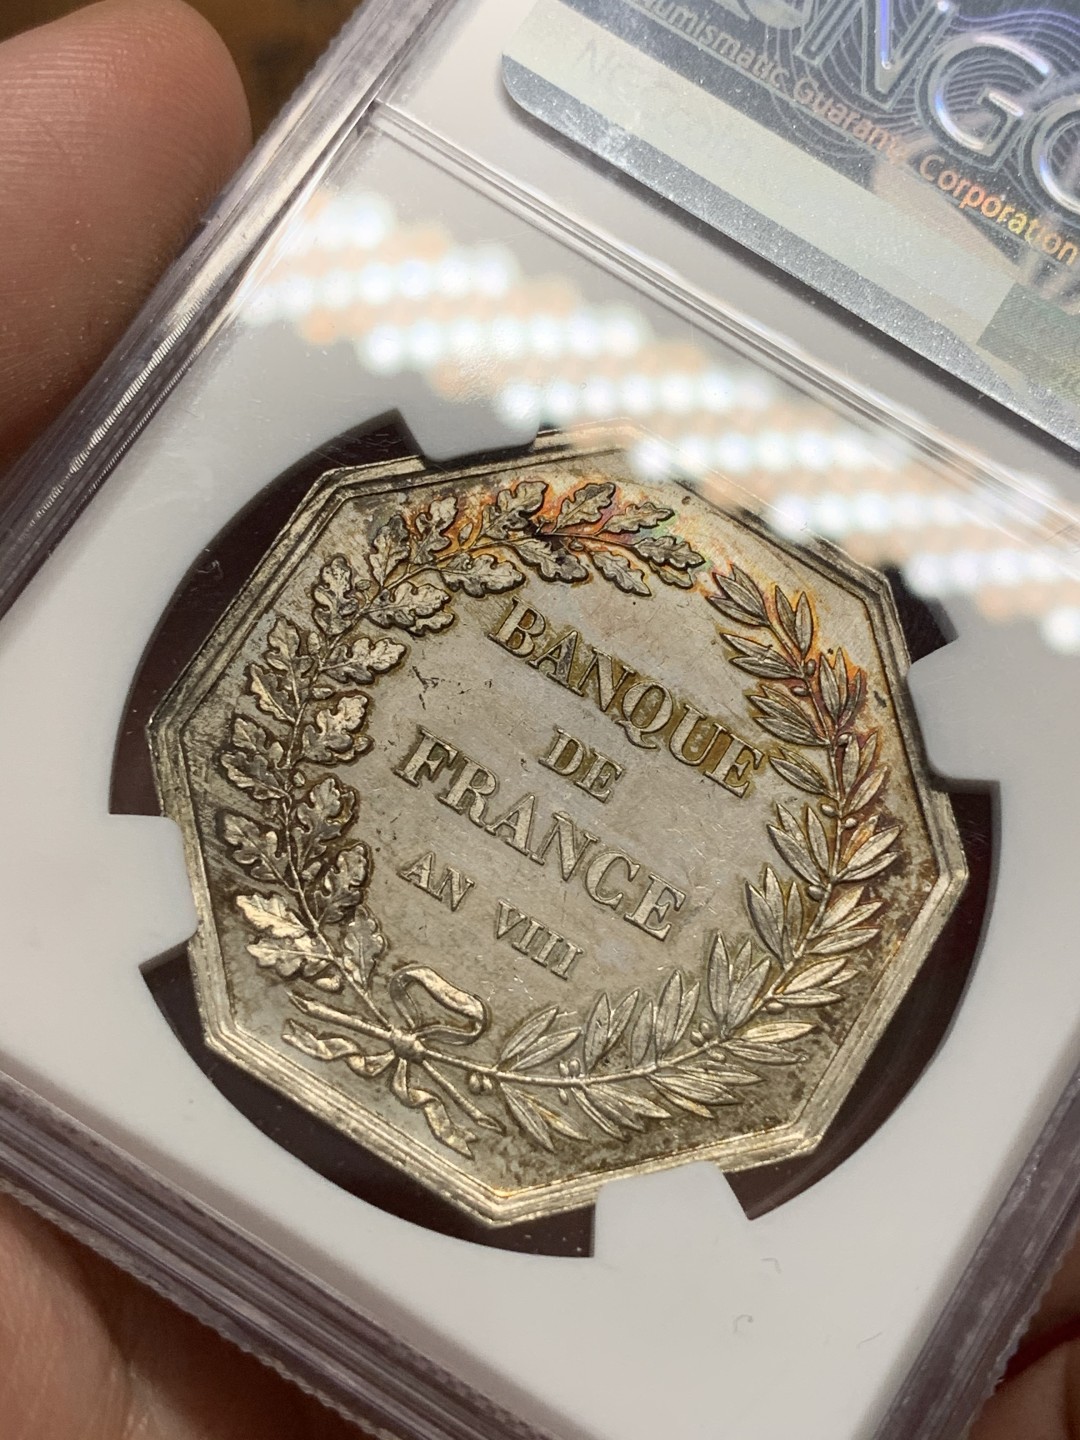 NGC
Numismatic Guaranty Corporation
BANQUE
DE
FRANCE
AN VIII